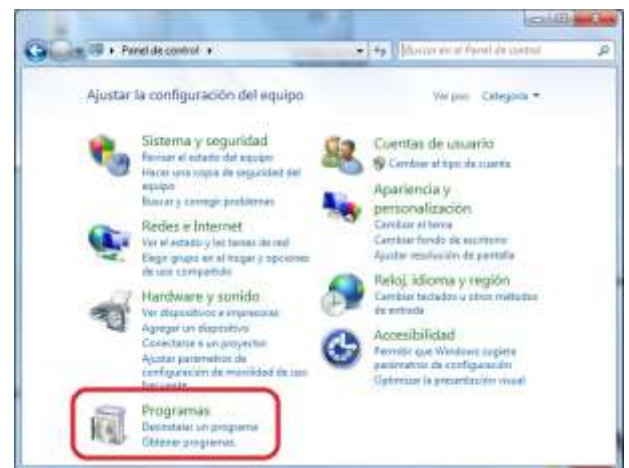 Panel de control
Buscar en el Panel de control
Ajustar la configuración del equipo
Ver por: Categoría
Sistema y seguridad
Revisar el estado del equipo
Hacer una copia de seguridad del
equipo
Buscar y corregir problemas
Redes e Internet
Ver el estado y las tareas de red
Elegir grupo en el hogar y opciones
de uso compartido
Hardware y sonido
Ver dispositivos e impresoras
Agregar un dispositivo
Conectarse a un proyector
Ajustar parámetros de
configuración de movilidad de uso
frecuente
Programas
Desinstalar un programa
Obtener programas
Cuentas de usuario
Cambiar el tipo de cuenta
Apariencia y
personalización
Cambiar el tema
Cambiar fondo de escritorio
Ajustar resolución de pantalla
Reloj, idioma y región
Cambiar teclados u otros métodos
de entrada
Accesibilidad
Permitir que Windows sugiera
parámetros de configuración
Optimizar la presentación visual